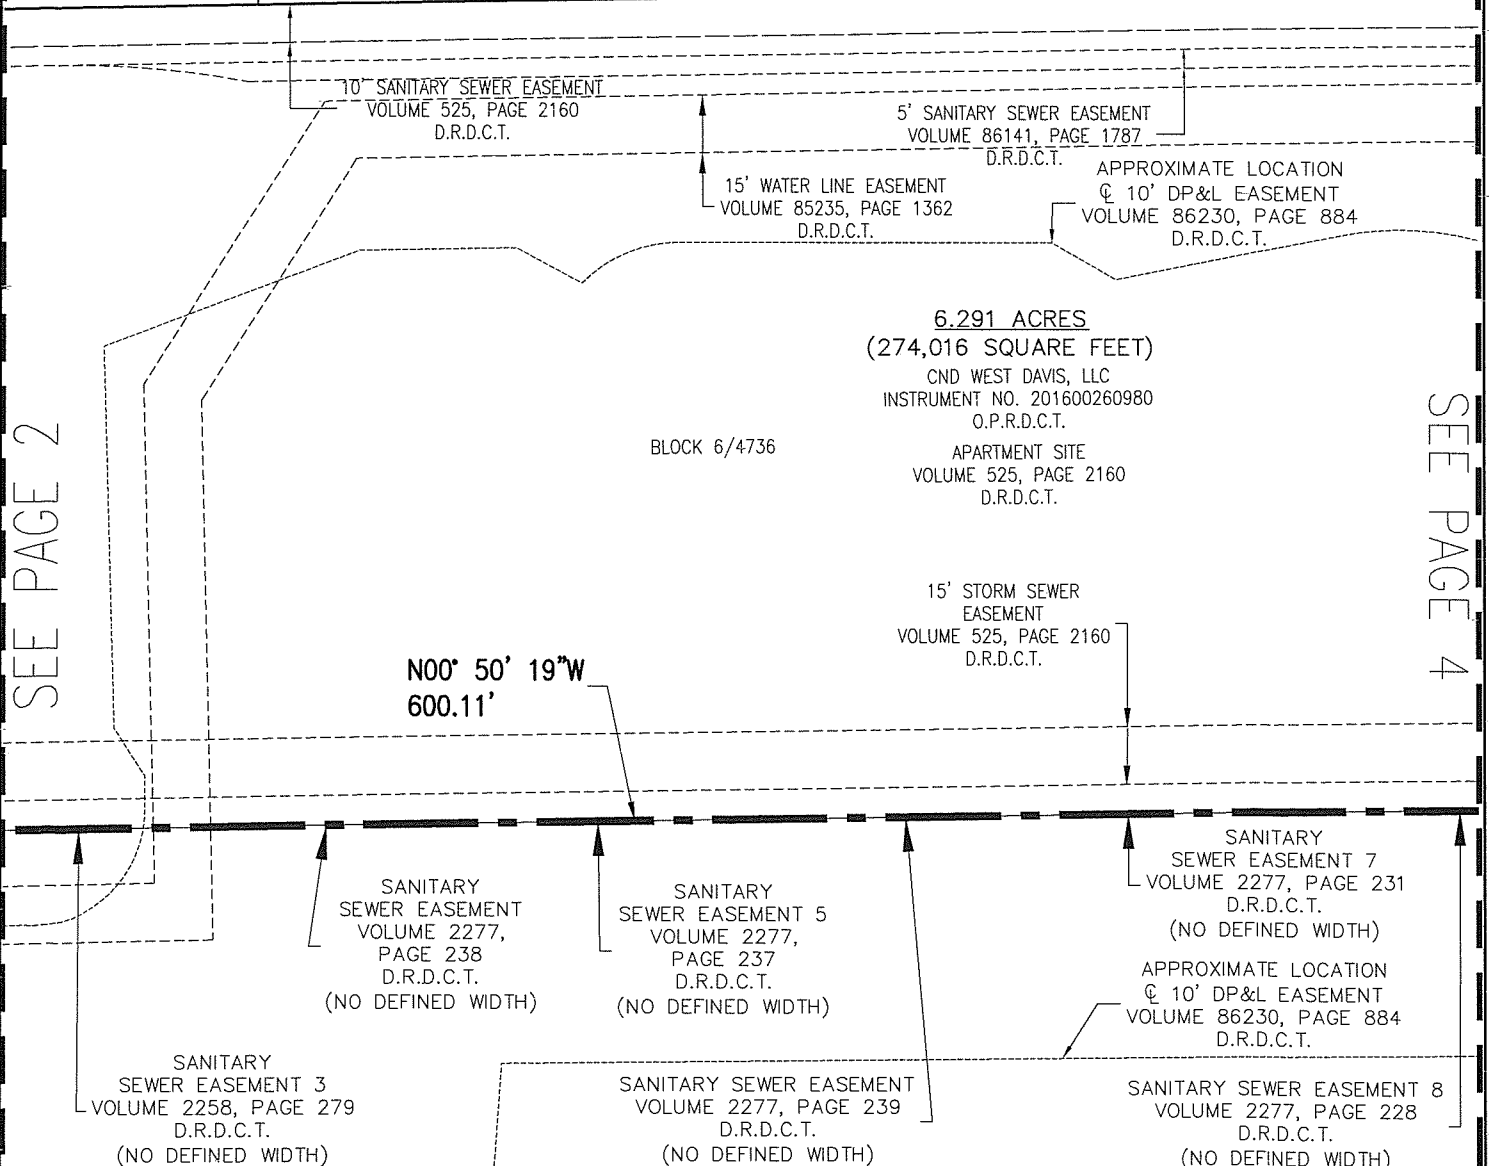 10' SANITARY SEWER EASEMENT
VOLUME 525, PAGE 2160
D.R.D.C.T.
5' SANITARY SEWER EASEMENT
VOLUME 86141, PAGE 1787
D.R.D.C.T.
15' WATER LINE EASEMENT
VOLUME 85235, PAGE 1362
D.R.D.C.T.
APPROXIMATE LOCATION
℄ 10' DP&L EASEMENT
VOLUME 86230, PAGE 884
D.R.D.C.T.
6.291 ACRES
(274,016 SQUARE FEET)
CND WEST DAVIS, LLC
INSTRUMENT NO. 201600260980
O.P.R.D.C.T.
APARTMENT SITE
VOLUME 525, PAGE 2160
D.R.D.C.T.
BLOCK 6/4736
SEE PAGE 2
SEE PAGE 4
15' STORM SEWER
EASEMENT
VOLUME 525, PAGE 2160
D.R.D.C.T.
N00° 50' 19"W
600.11'
SANITARY
SEWER EASEMENT
VOLUME 2277,
PAGE 238
D.R.D.C.T.
(NO DEFINED WIDTH)
SANITARY
SEWER EASEMENT 5
VOLUME 2277,
PAGE 237
D.R.D.C.T.
(NO DEFINED WIDTH)
SANITARY
SEWER EASEMENT 7
VOLUME 2277, PAGE 231
D.R.D.C.T.
(NO DEFINED WIDTH)
APPROXIMATE LOCATION
℄ 10' DP&L EASEMENT
VOLUME 86230, PAGE 884
D.R.D.C.T.
SANITARY
SEWER EASEMENT 3
VOLUME 2258, PAGE 279
D.R.D.C.T.
(NO DEFINED WIDTH)
SANITARY SEWER EASEMENT
VOLUME 2277, PAGE 239
D.R.D.C.T.
(NO DEFINED WIDTH)
SANITARY SEWER EASEMENT 8
VOLUME 2277, PAGE 228
D.R.D.C.T.
(NO DEFINED WIDTH)